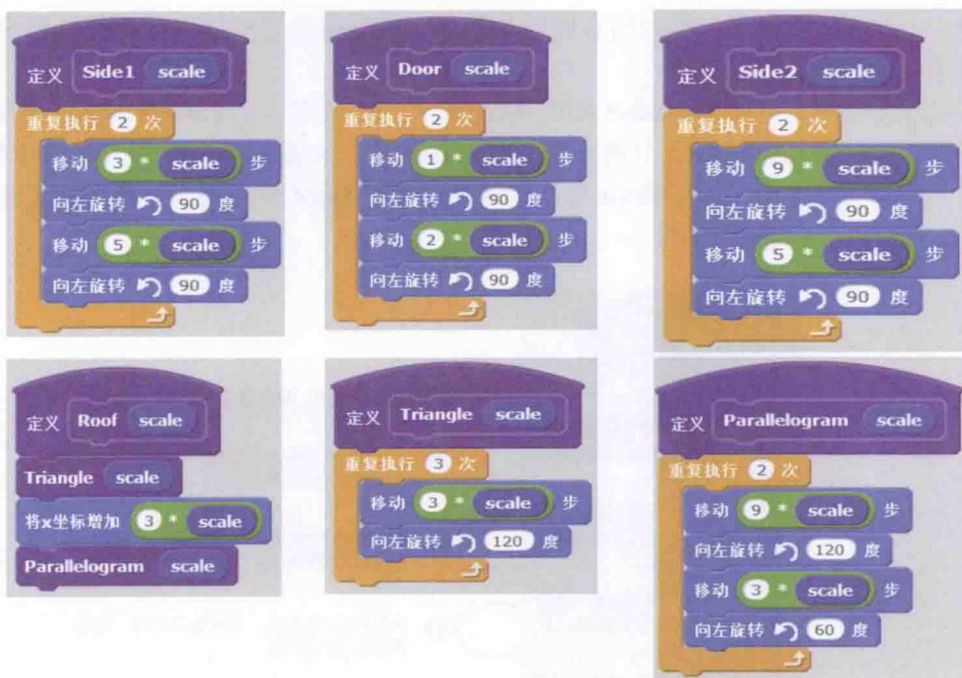 定义 Side1 scale
重复执行 2 次
移动 3 * scale 步
向左旋转 90 度
移动 5 * scale 步
向左旋转 90 度
定义 Door scale
重复执行 2 次
移动 1 * scale 步
向左旋转 90 度
移动 2 * scale 步
向左旋转 90 度
定义 Side2 scale
重复执行 2 次
移动 9 * scale 步
向左旋转 90 度
移动 5 * scale 步
向左旋转 90 度
定义 Roof scale
Triangle scale
将x坐标增加 3 * scale
Parallelogram scale
定义 Triangle scale
重复执行 3 次
移动 3 * scale 步
向左旋转 120 度
定义 Parallelogram scale
重复执行 2 次
移动 9 * scale 步
向左旋转 120 度
移动 3 * scale 步
向左旋转 60 度